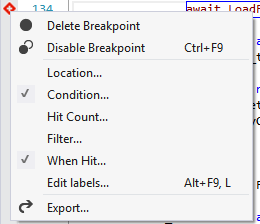 134
await LoadF
Delete Breakpoint
Disable Breakpoint Ctrl+F9
Location...
Condition...
Hit Count...
Filter...
When Hit...
Edit labels... Alt+F9, L
Export...